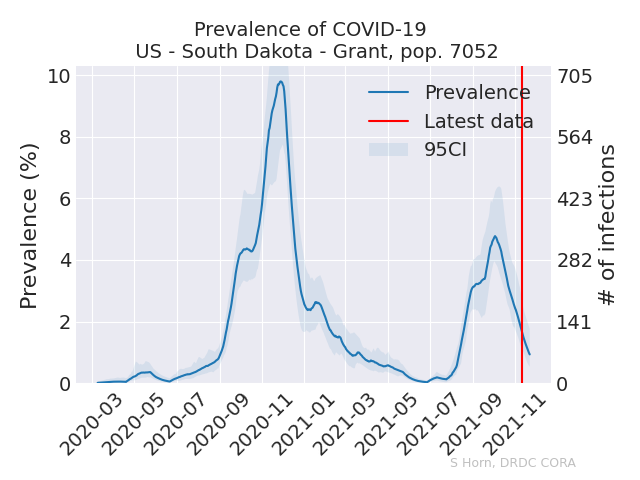 Prevalence of COVID-19
US - South Dakota - Grant, pop. 7052
10
8
6
4
2
0
Prevalence (%)
705
564
423
282
141
0
# of infections
Prevalence
Latest data
95CI
2020-03
2020-05
2020-07
2020-09
2020-11
2021-01
2021-03
2021-05
2021-07
2021-09
2021-11
S Horn, DRDC CORA